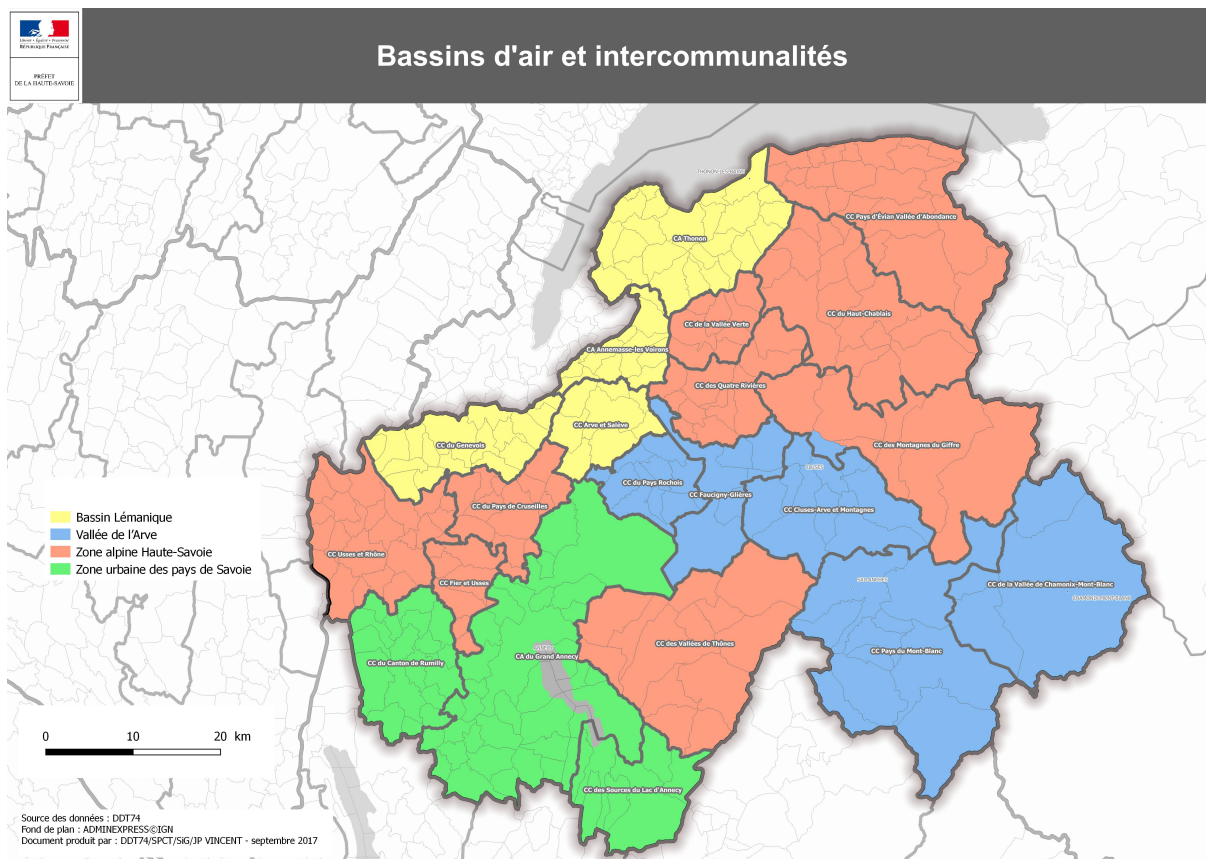 Liberté • Égalité • Fraternité
RÉPUBLIQUE FRANÇAISE
PRÉFET
DE LA HAUTE-SAVOIE
Bassins d'air et intercommunalités
CC Pays d'Évian Vallée d'Abondance
CA Thonon
CC du Haut-Chablais
CC de la Vallée Verte
CA Annemasse-les Voirons
CC des Quatre Rivières
CC Arve et Salève
CC du Genevois
CC des Montagnes du Giffre
CC du Pays Rochois
CC Faucigny-Glières
CC du Pays de Cruseilles
CC Cluses-Arve et Montagnes
CC Usses et Rhône
CC Fier et Usses
CC de la Vallée de Chamonix-Mont-Blanc
CC des Vallées de Thônes
CC Pays du Mont-Blanc
CA du Grand Annecy
CC du Canton de Rumilly
CC des Sources du Lac d'Annecy
Bassin Lémanique
Vallée de l'Arve
Zone alpine Haute-Savoie
Zone urbaine des pays de Savoie
0 10 20 km
Source des données : DDT74
Fond de plan : ADMINEXPRESS©IGN
Document produit par : DDT74/SPCT/SiG/JP VINCENT - septembre 2017